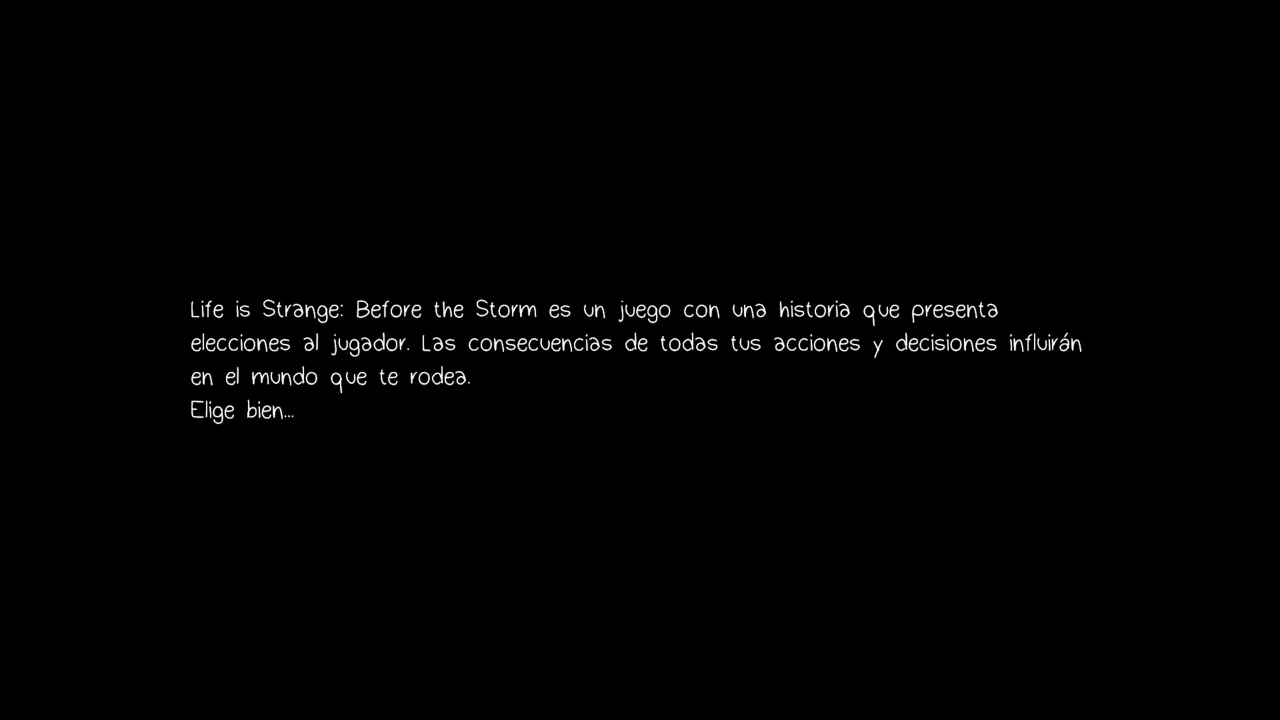 Life is Strange: Before the Storm es un juego con una historia que presenta
elecciones al jugador. Las consecuencias de todas tus acciones y decisiones influirán
en el mundo que te rodea.
Elige bien...